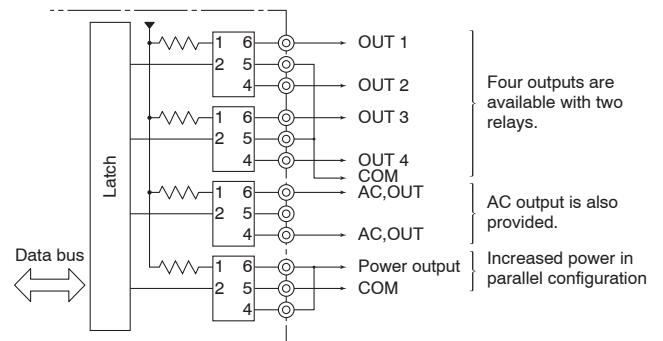 1 6 OUT 1
2 5
4 OUT 2
1 6 OUT 3
2 5
4 OUT 4
COM
1 6 AC,OUT
2 5
4 AC,OUT
1 6 Power output
2 5 COM
4
Latch
Data bus
Four outputs are
available with two
relays.
AC output is also
provided.
Increased power in
parallel configuration